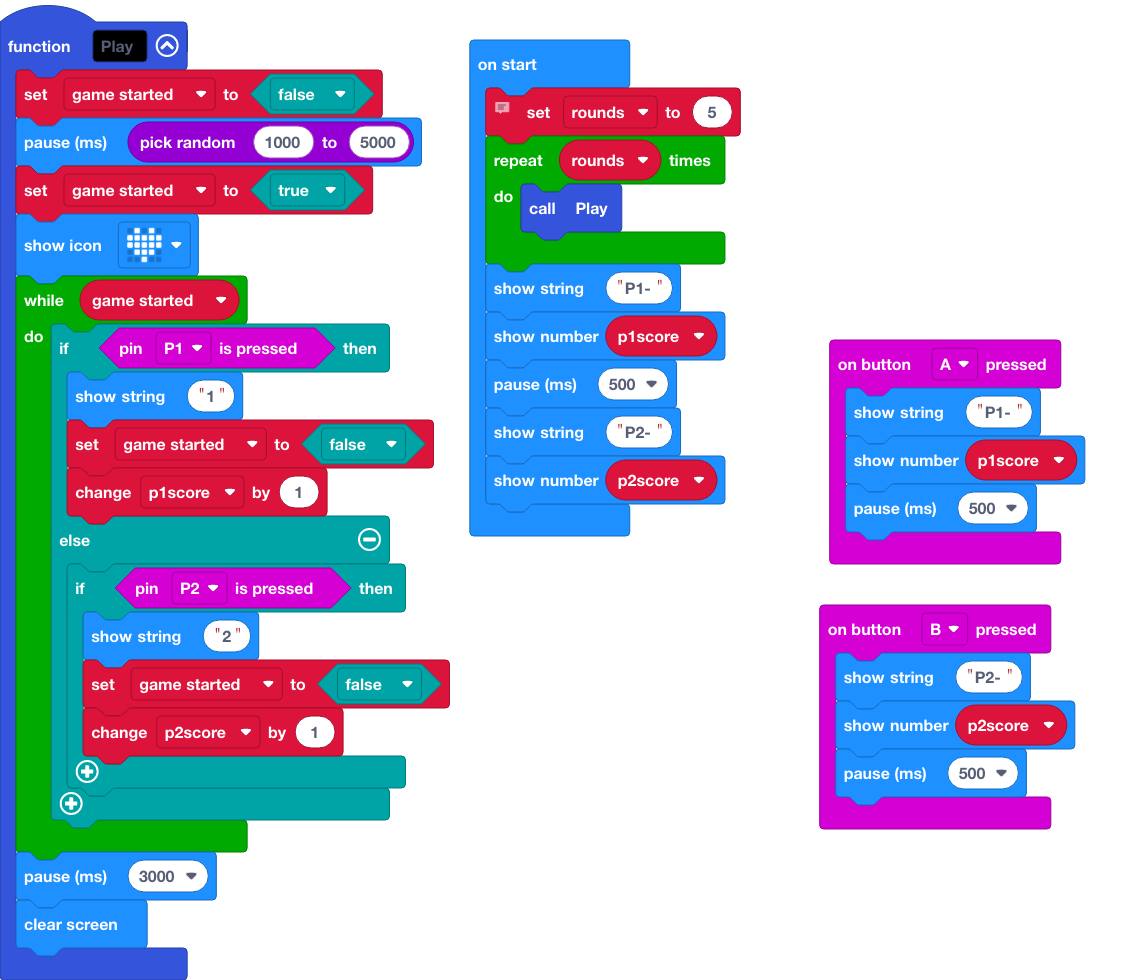 function Play
set game started to false
pause (ms) pick random 1000 to 5000
set game started to true
show icon
while game started
do if pin P1 is pressed then
show string "1"
set game started to false
change p1score by 1
else
if pin P2 is pressed then
show string "2"
set game started to false
change p2score by 1
pause (ms) 3000
clear screen
on start
set rounds to 5
repeat rounds times
do call Play
show string "P1- "
show number p1score
pause (ms) 500
show string "P2- "
show number p2score
on button A pressed
show string "P1- "
show number p1score
pause (ms) 500
on button B pressed
show string "P2- "
show number p2score
pause (ms) 500